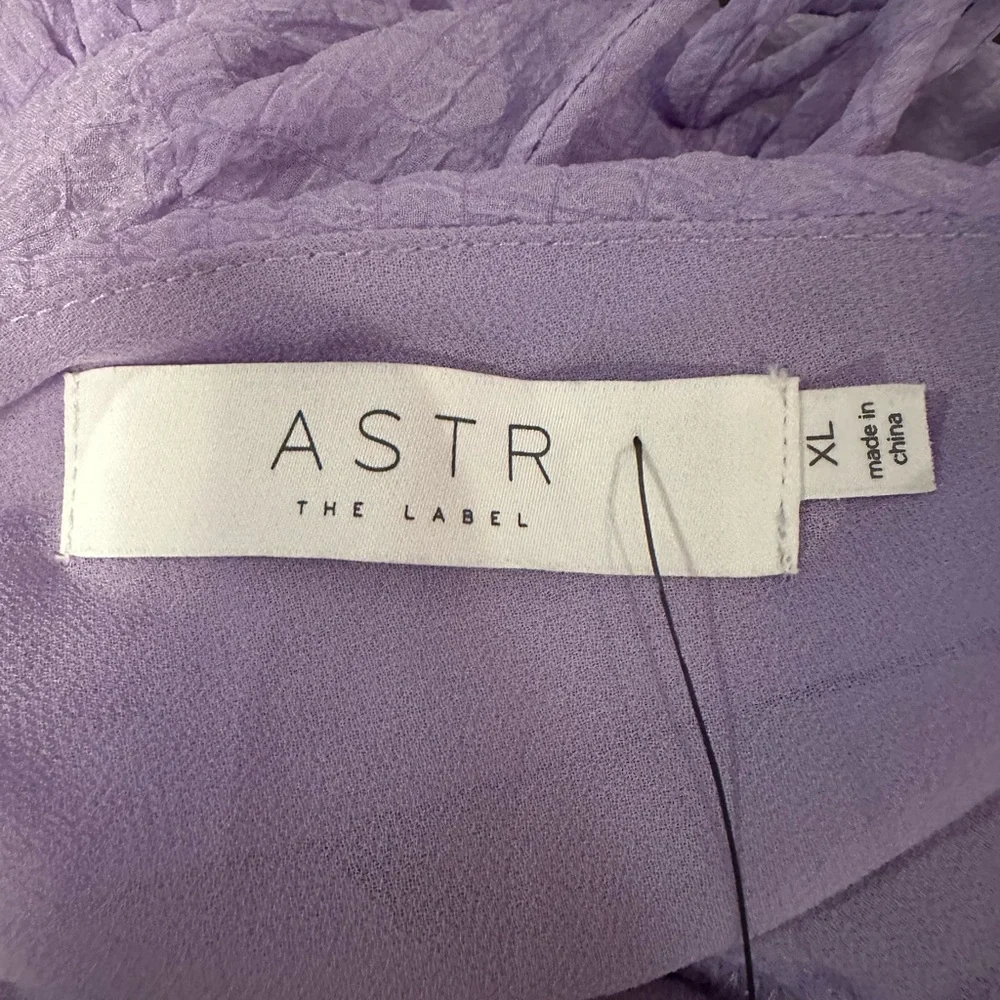 ASTR
THE LABEL
XL
made in
china